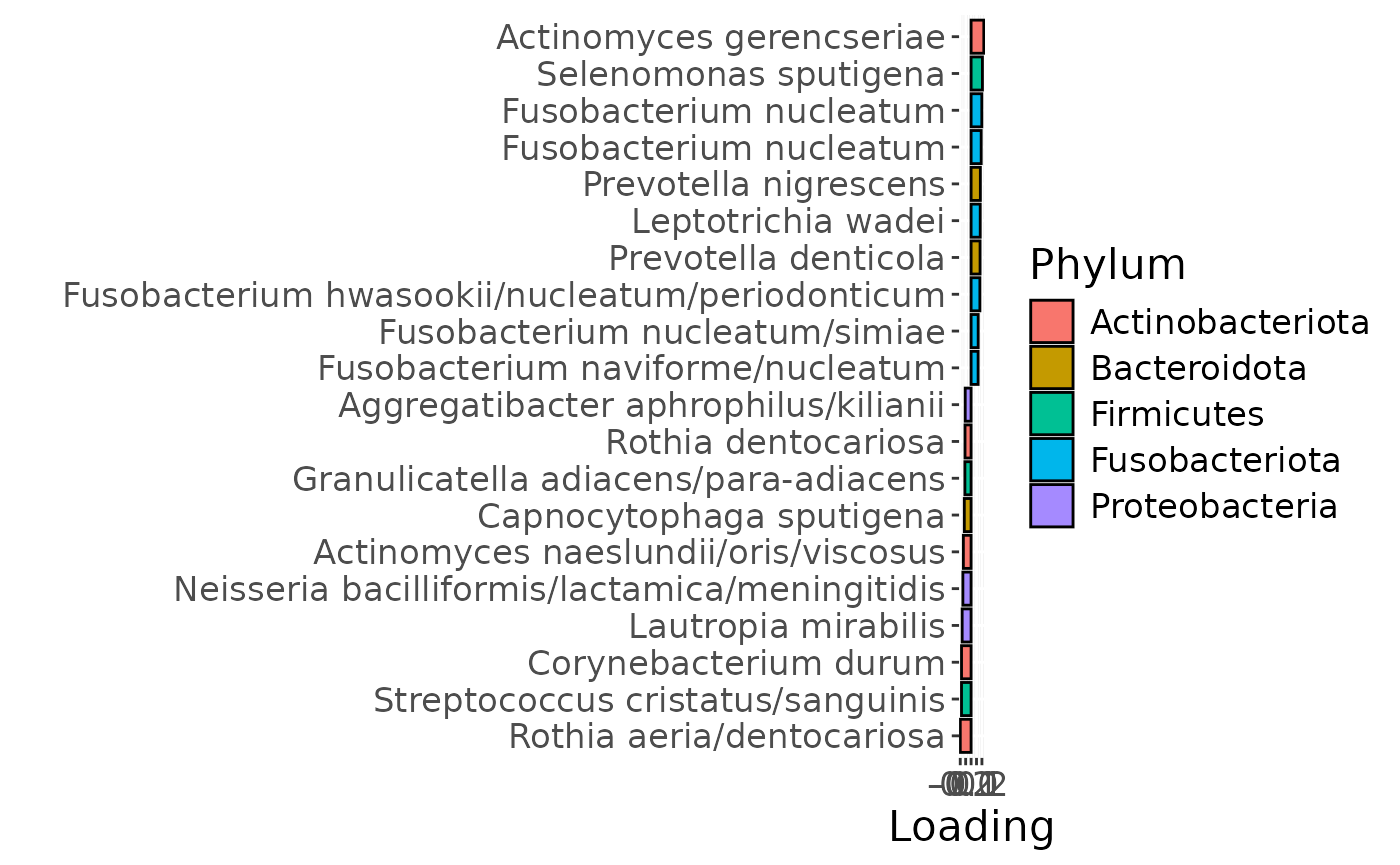 Actinomyces gerencseriae
Selenomonas sputigena
Fusobacterium nucleatum
Fusobacterium nucleatum
Prevotella nigrescens
Leptotrichia wadei
Prevotella denticola
Fusobacterium hwasookii/nucleatum/periodonticum
Fusobacterium nucleatum/simiae
Fusobacterium naviforme/nucleatum
Aggregatibacter aphrophilus/kilianii
Rothia dentocariosa
Granulicatella adiacens/para-adiacens
Capnocytophaga sputigena
Actinomyces naeslundii/oris/viscosus
Neisseria bacilliformis/lactamica/meningitidis
Lautropia mirabilis
Corynebacterium durum
Streptococcus cristatus/sanguinis
Rothia aeria/dentocariosa
Loading
Phylum
Actinobacteriota
Bacteroidota
Firmicutes
Fusobacteriota
Proteobacteria